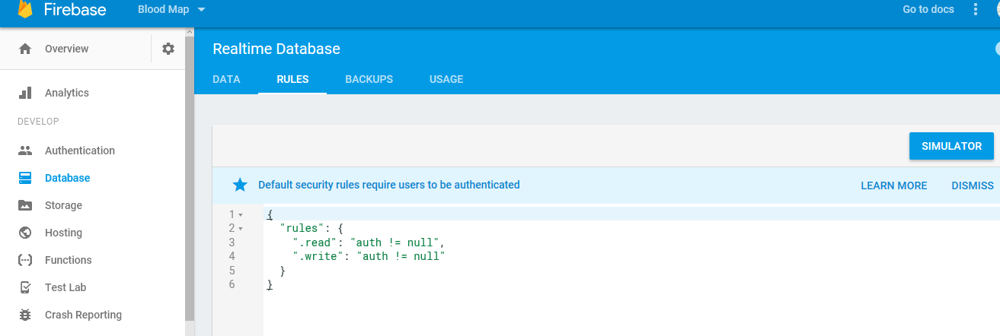 Firebase
Blood Map
Go to docs
Overview
Analytics
DEVELOP
Authentication
Database
Storage
Hosting
Functions
Test Lab
Crash Reporting
Realtime Database
DATA RULES BACKUPS USAGE
SIMULATOR
Default security rules require users to be authenticated
LEARN MORE DISMISS
1 {
2 "rules": {
3 ".read": "auth != null",
4 ".write": "auth != null"
5 }
6 }